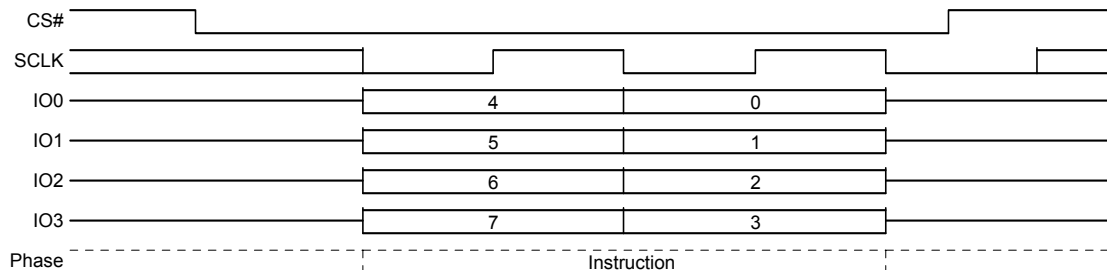 CS#
SCLK
IO0 4 0
IO1 5 1
IO2 6 2
IO3 7 3
Phase Instruction